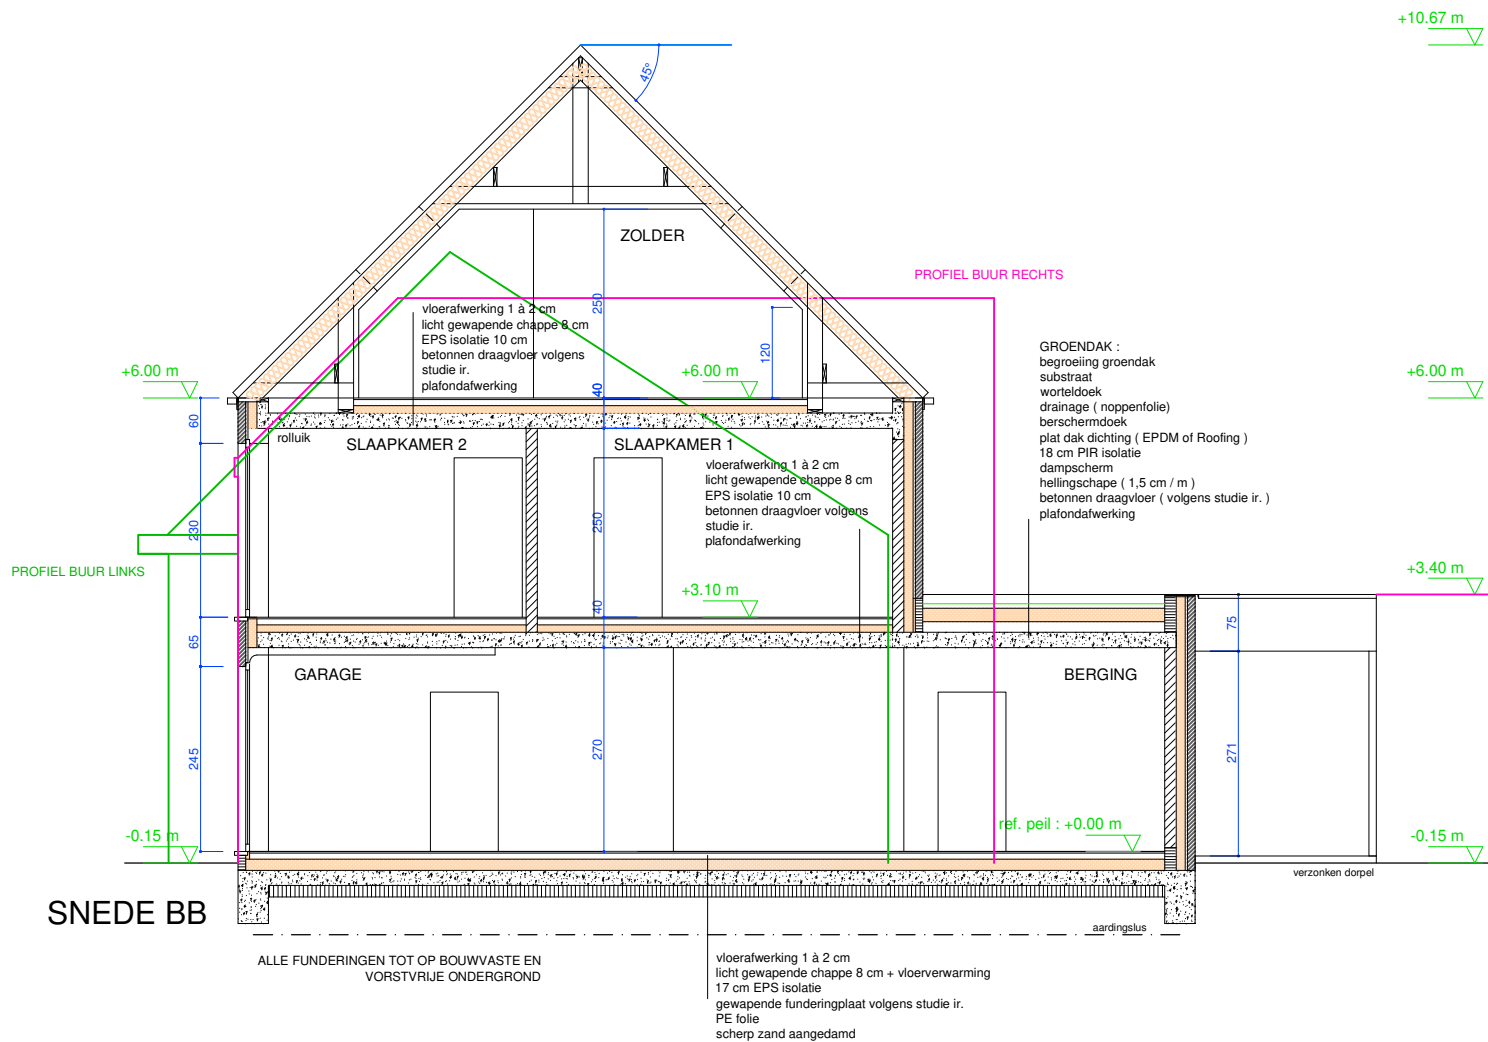 +10.67 m
45°
ZOLDER
PROFIEL BUUR RECHTS
250
vloerafwerking 1 à 2 cm
licht gewapende chappe 8 cm
EPS isolatie 10 cm
betonnen draagvloer volgens
studie ir.
plafondafwerking
120
GROENDAK :
begroeiing groendak
substraat
worteldoek
drainage ( noppenfolie)
berschermdoek
plat dak dichting ( EPDM of Roofing )
18 cm PIR isolatie
dampscherm
hellingschape ( 1,5 cm / m )
betonnen draagvloer ( volgens studie ir. )
plafondafwerking
+6.00 m
+6.00 m
+6.00 m
40
60
rolluik
SLAAPKAMER 2
SLAAPKAMER 1
vloerafwerking 1 à 2 cm
licht gewapende chappe 8 cm
EPS isolatie 10 cm
betonnen draagvloer volgens
studie ir.
plafondafwerking
230
250
PROFIEL BUUR LINKS
+3.10 m
+3.40 m
40
65
75
GARAGE
BERGING
245
270
271
-0.15 m
ref. peil : +0.00 m
-0.15 m
verzonken dorpel
SNEDE BB
aardingslus
ALLE FUNDERINGEN TOT OP BOUWVASTE EN
VORSTVRIJE ONDERGROND
vloerafwerking 1 à 2 cm
licht gewapende chappe 8 cm + vloerverwarming
17 cm EPS isolatie
gewapende funderingplaat volgens studie ir.
PE folie
scherp zand aangedamd